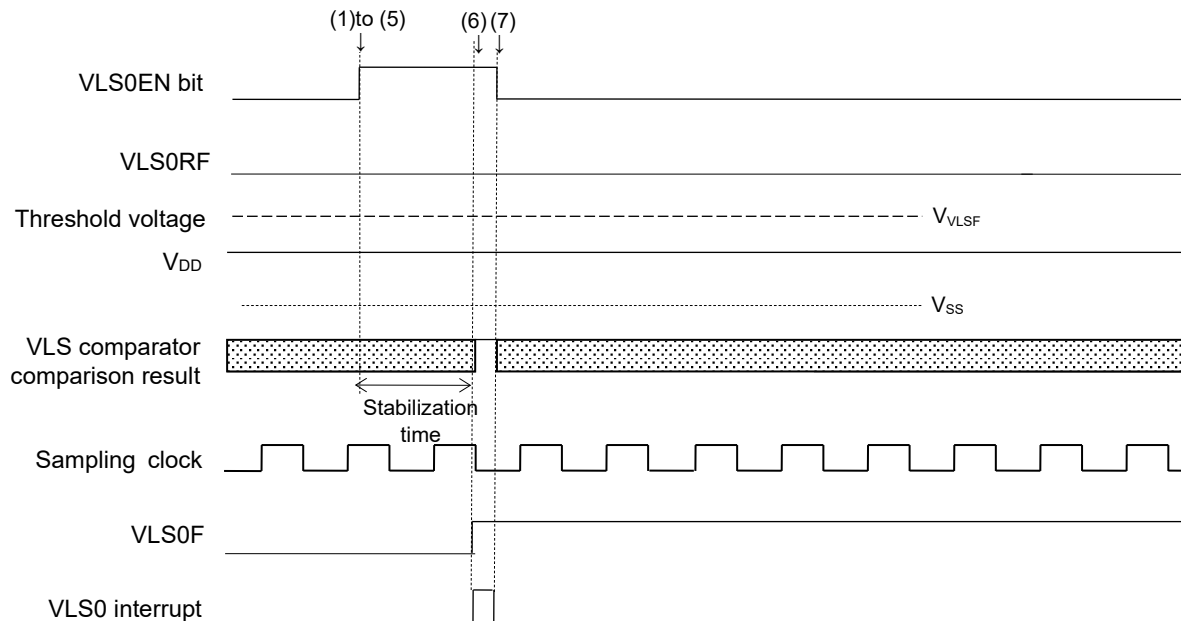 (1)to (5)
(6) (7)
VLS0EN bit
VLS0RF
Threshold voltage
VVLSF
VDD
VSS
VLS comparator
comparison result
Stabilization
time
Sampling clock
VLS0F
VLS0 interrupt